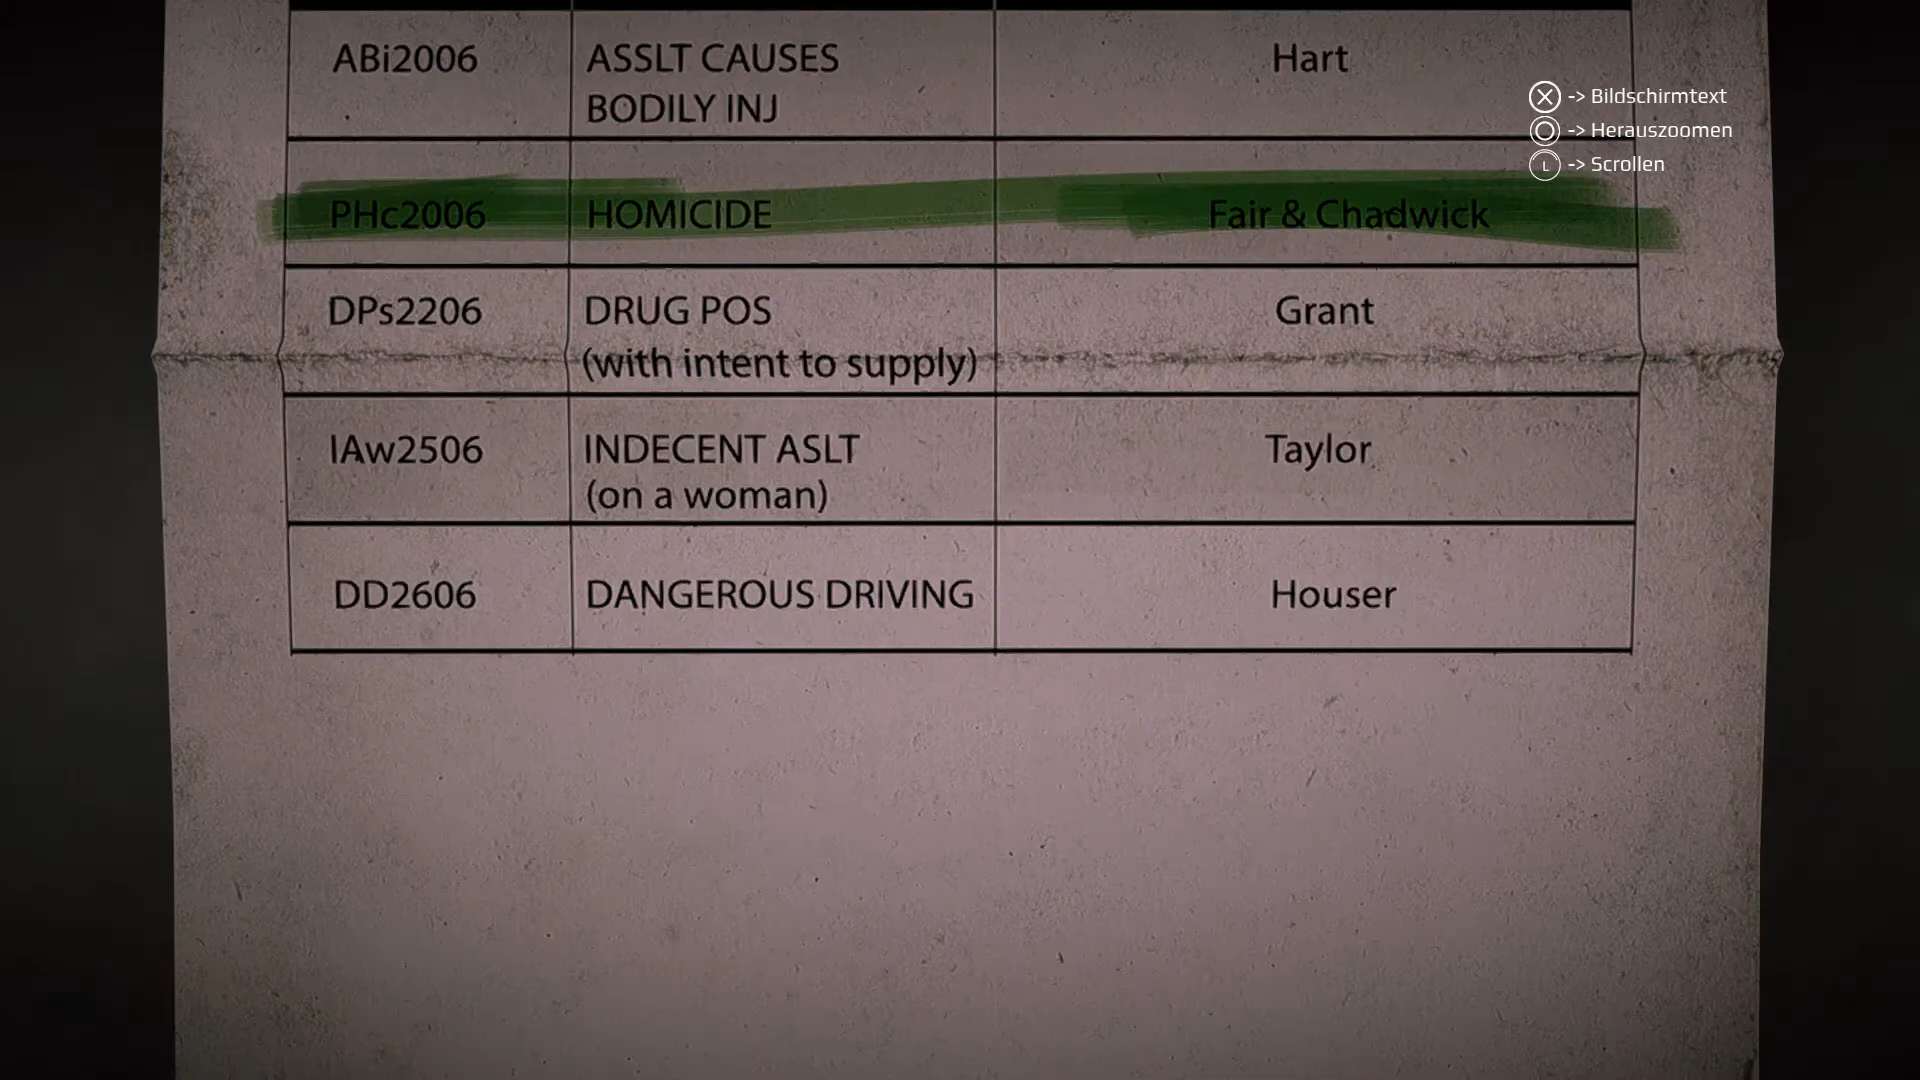 ABi2006 ASSLT CAUSES Hart
BODILY INJ
-> Bildschirmtext
-> Herauszoomen
L -> Scrollen
PHc2006 HOMICIDE Fair & Chadwick
DPs2206 DRUG POS Grant
(with intent to supply)
IAw2506 INDECENT ASLT Taylor
(on a woman)
DD2606 DANGEROUS DRIVING Houser